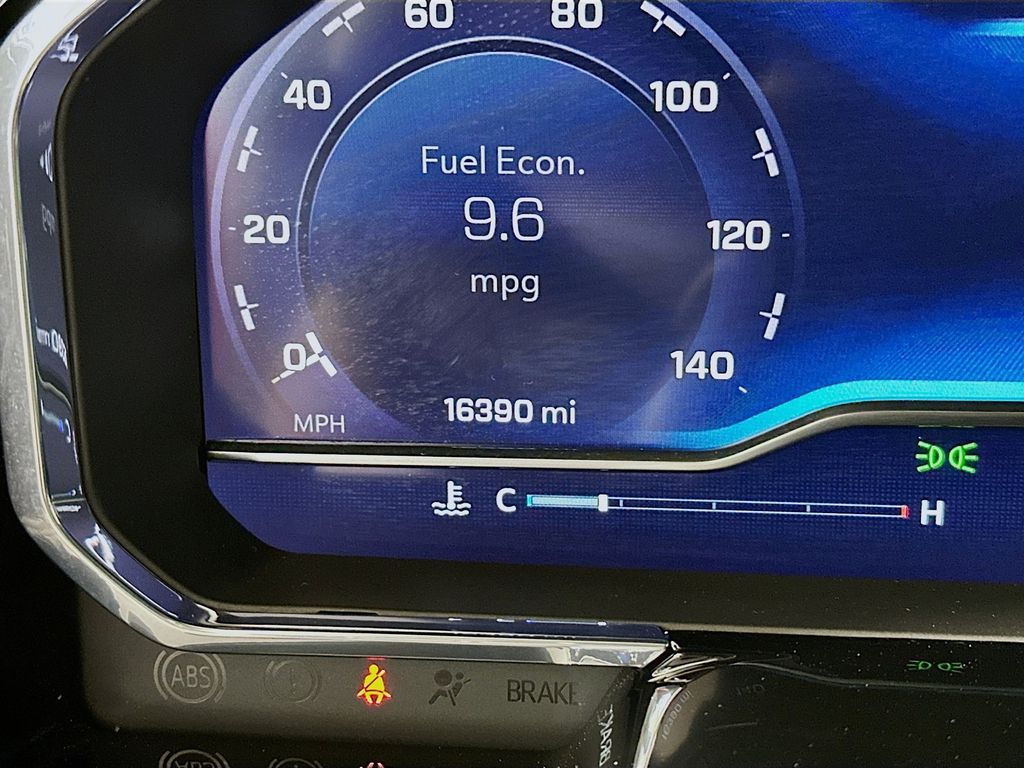 60 80
40 100
Fuel Econ.
9.6
20 120
mpg
0 140
16390 mi
MPH
C H
ABS
BRAKE